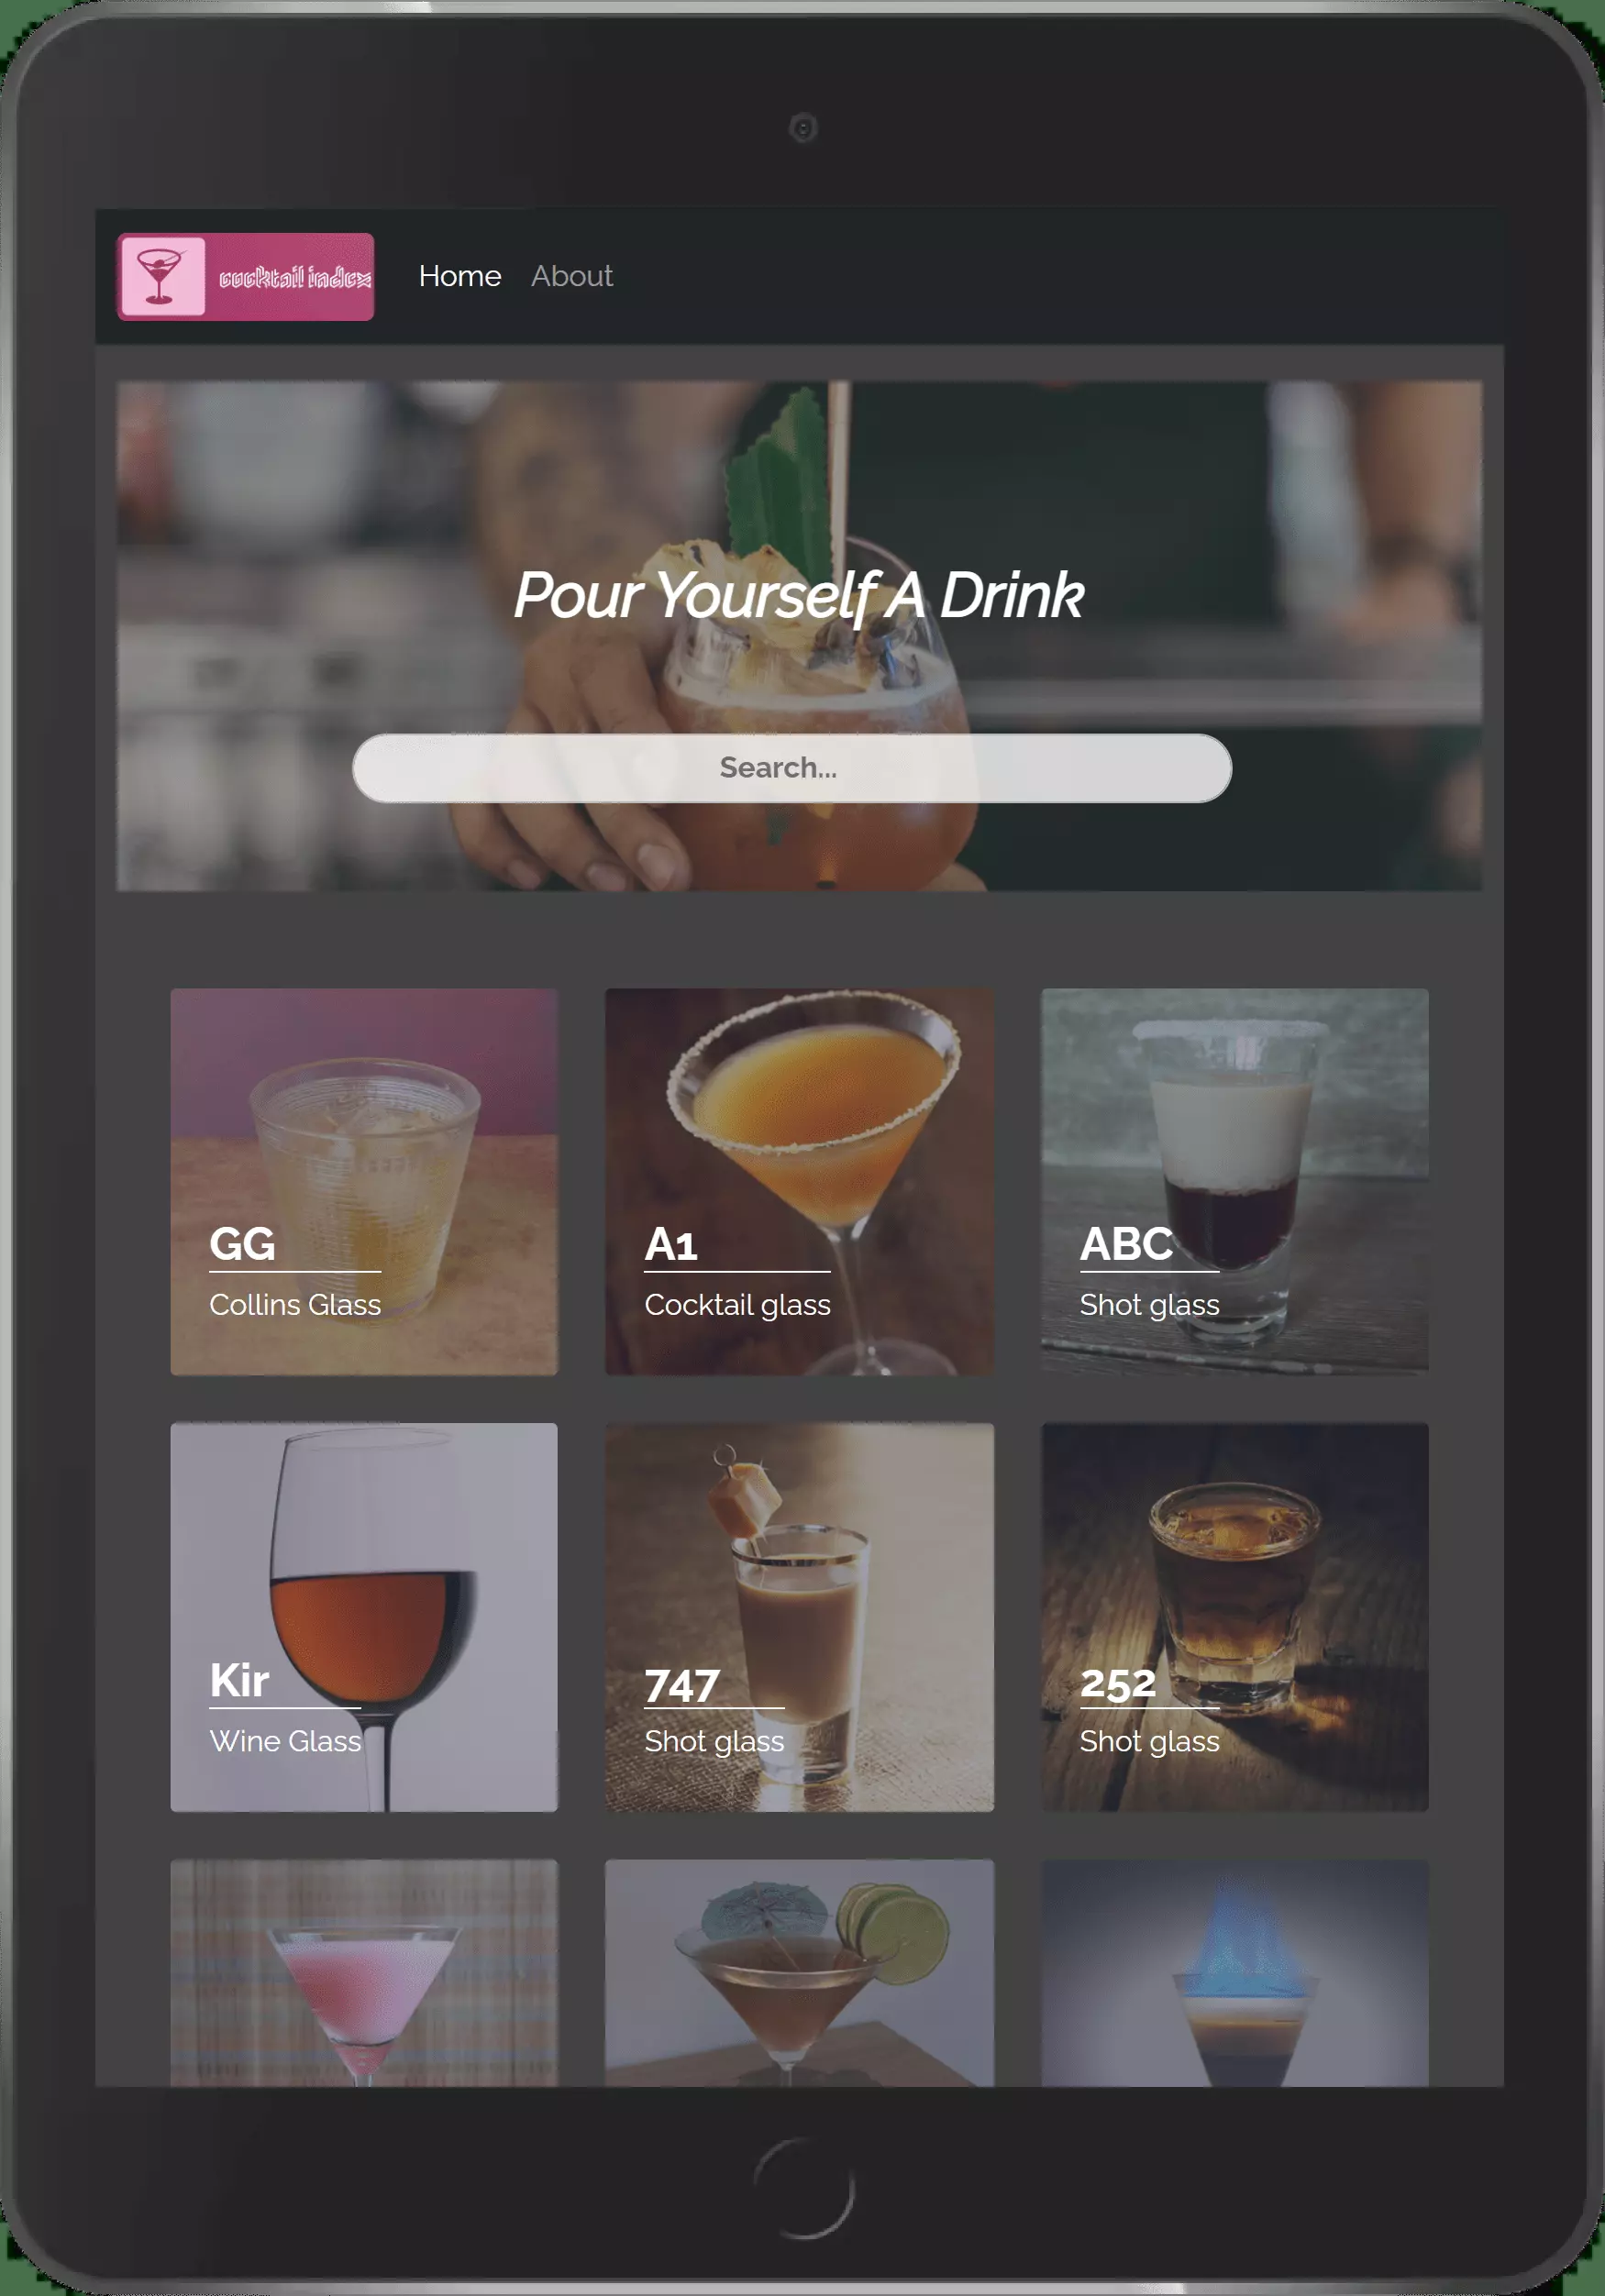 cocktail index
Home About
Pour Yourself A Drink
Search...
GG
Collins Glass
A1
Cocktail glass
ABC
Shot glass
Kir
Wine Glass
747
Shot glass
252
Shot glass